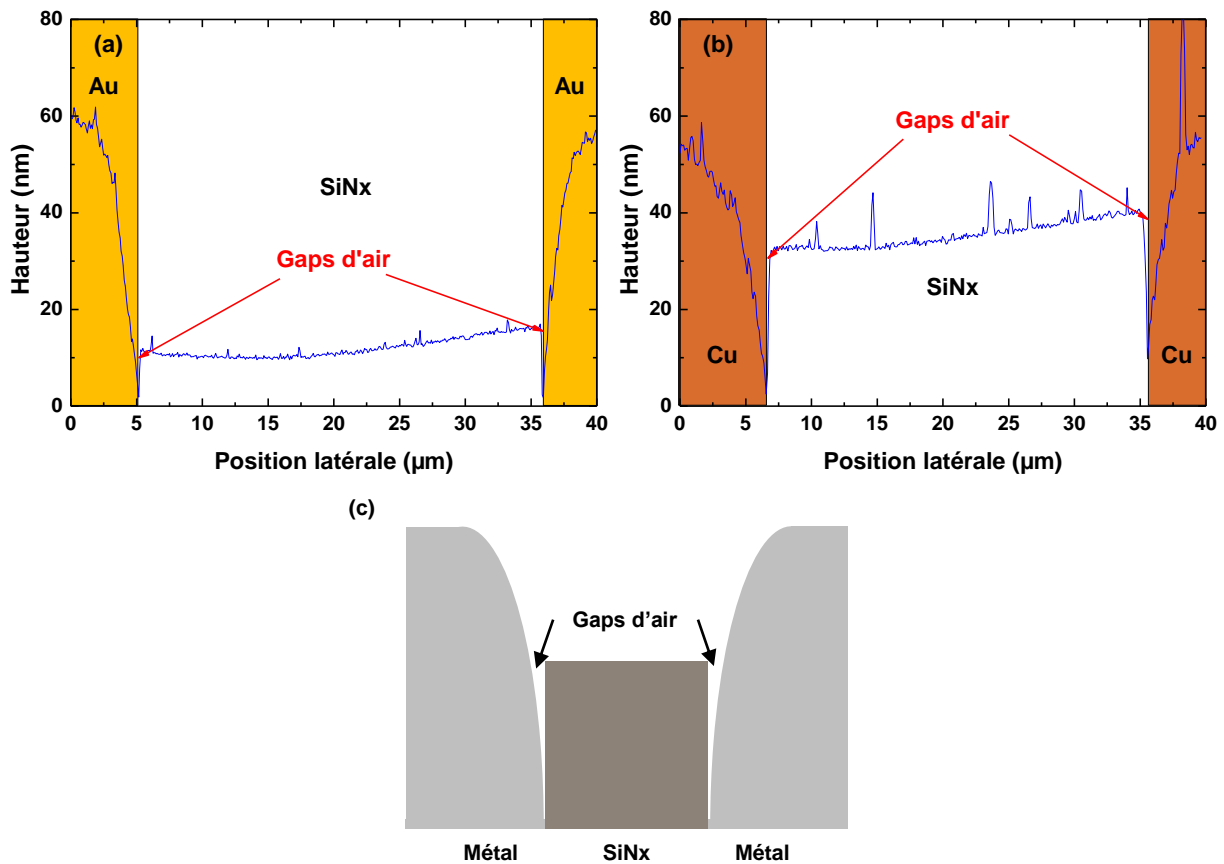 (a)
Au
Au
SiNx
Gaps d'air
Hauteur (nm)
80
60
40
20
0
0 5 10 15 20 25 30 35 40
Position latérale (µm)
(b)
Gaps d'air
SiNx
Cu
Cu
Hauteur (nm)
80
60
40
20
0
0 5 10 15 20 25 30 35 40
Position latérale (µm)
(c)
Gaps d’air
Métal SiNx Métal